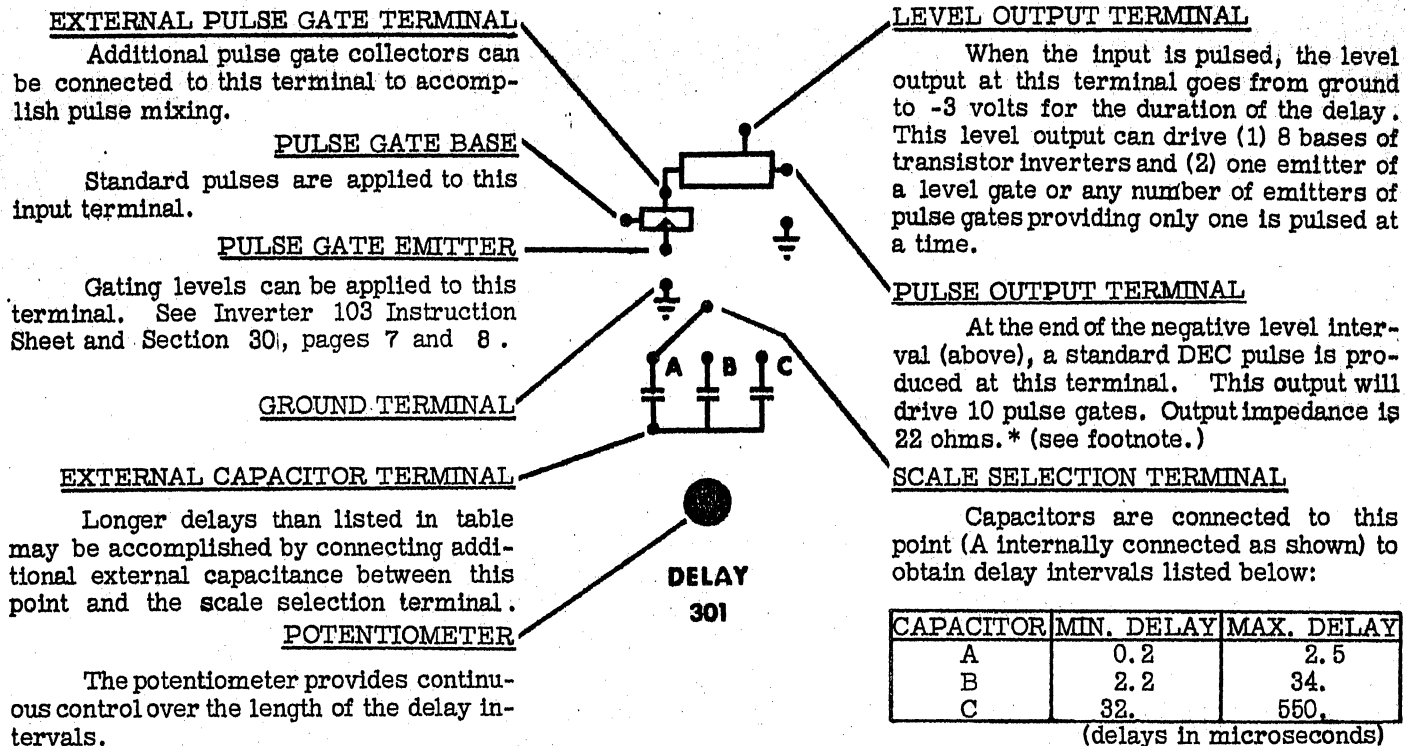 EXTERNAL PULSE GATE TERMINAL
Additional pulse gate collectors can
be connected to this terminal to accomp-
lish pulse mixing.
PULSE GATE BASE
Standard pulses are applied to this
input terminal.
PULSE GATE EMITTER
Gating levels can be applied to this
terminal. See Inverter 103 Instruction
Sheet and Section 30, pages 7 and 8.
GROUND TERMINAL
EXTERNAL CAPACITOR TERMINAL
Longer delays than listed in table
may be accomplished by connecting addi-
tional external capacitance between this
point and the scale selection terminal.
POTENTIOMETER
The potentiometer provides continu-
ous control over the length of the delay in-
tervals.
A B C
DELAY
301
LEVEL OUTPUT TERMINAL
When the input is pulsed, the level
output at this terminal goes from ground
to -3 volts for the duration of the delay.
This level output can drive (1) 8 bases of
transistor inverters and (2) one emitter of
a level gate or any number of emitters of
pulse gates providing only one is pulsed at
a time.
PULSE OUTPUT TERMINAL
At the end of the negative level inter-
val (above), a standard DEC pulse is pro-
duced at this terminal. This output will
drive 10 pulse gates. Output impedance is
22 ohms.* (see footnote.)
SCALE SELECTION TERMINAL
Capacitors are connected to this
point (A internally connected as shown) to
obtain delay intervals listed below:
CAPACITOR MIN. DELAY MAX. DELAY
A 0.2 2.5
B 2.2 34.
C 32. 550.
(delays in microseconds)